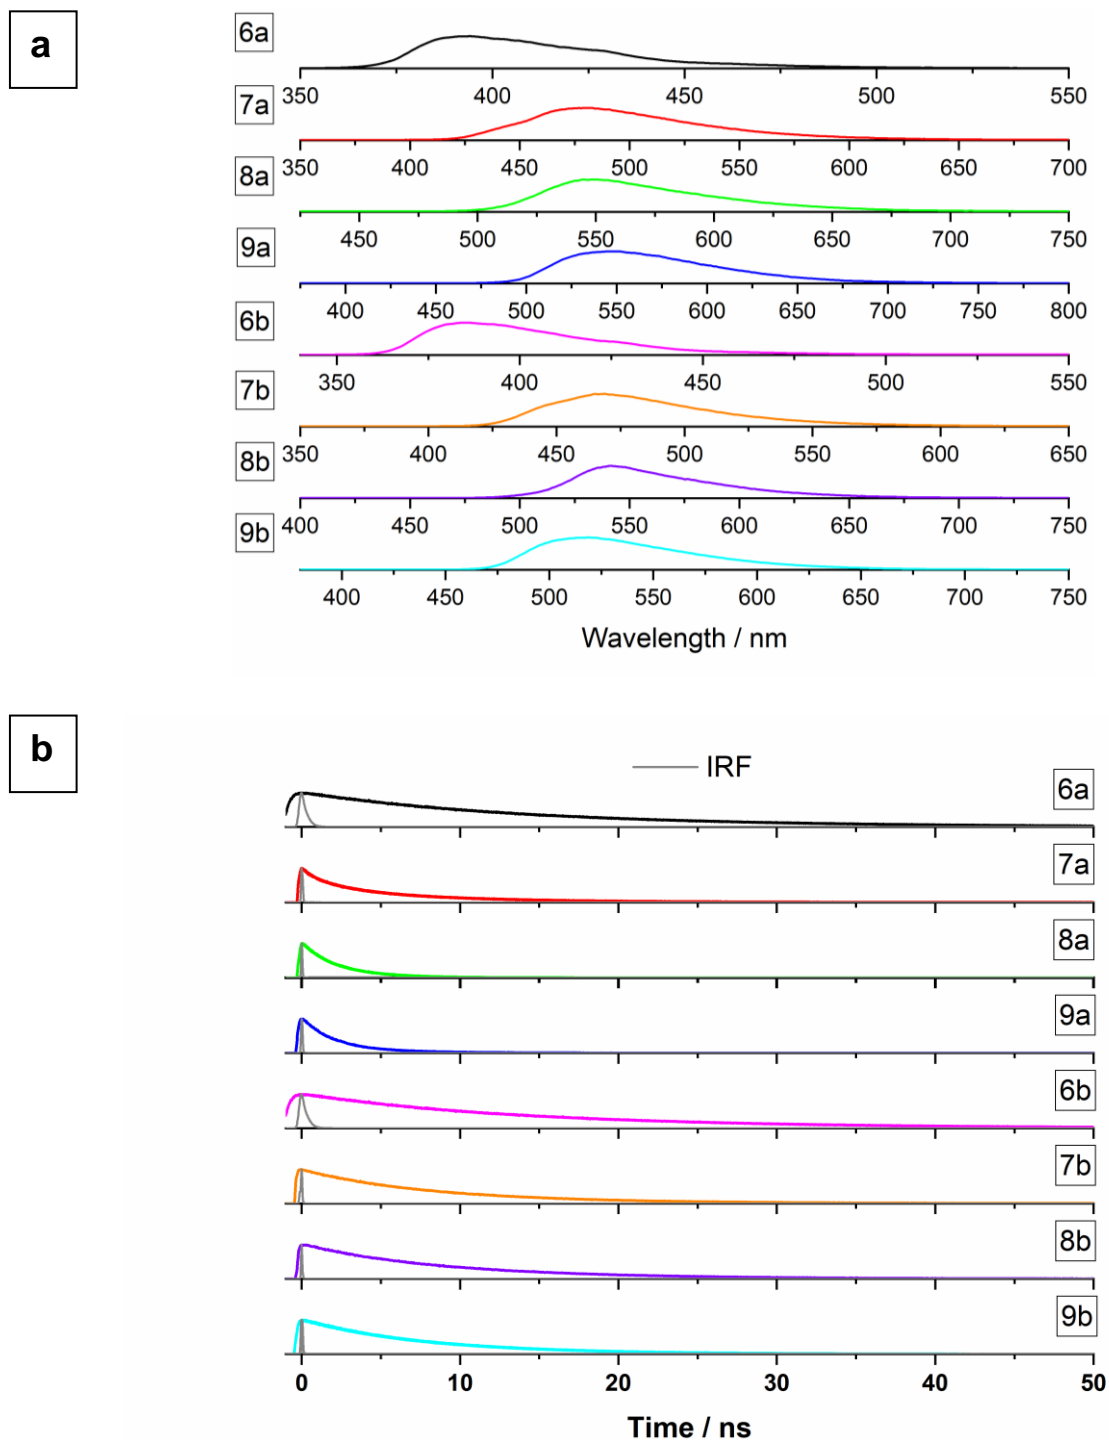 a
6a
350 400 450 500 550
7a
350 400 450 500 550 600 650 700
8a
450 500 550 600 650 700 750
9a
400 450 500 550 600 650 700 750 800
6b
350 400 450 500 550
7b
350 400 450 500 550 600 650
8b
400 450 500 550 600 650 700 750
9b
400 450 500 550 600 650 700 750
Wavelength / nm
b
IRF
6a
7a
8a
9a
6b
7b
8b
9b
0 10 20 30 40 50
Time / ns